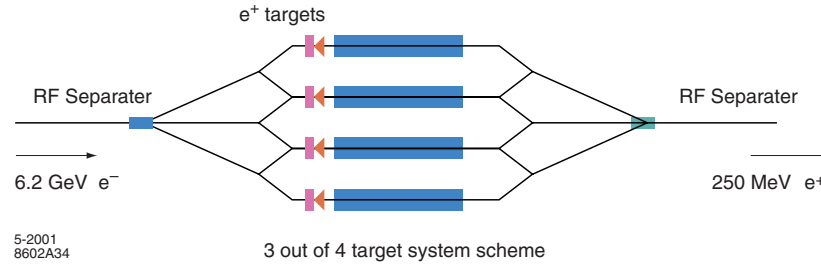 e+ targets
RF Separater
RF Separater
6.2 GeV e–
250 MeV e+
5-2001
8602A34
3 out of 4 target system scheme